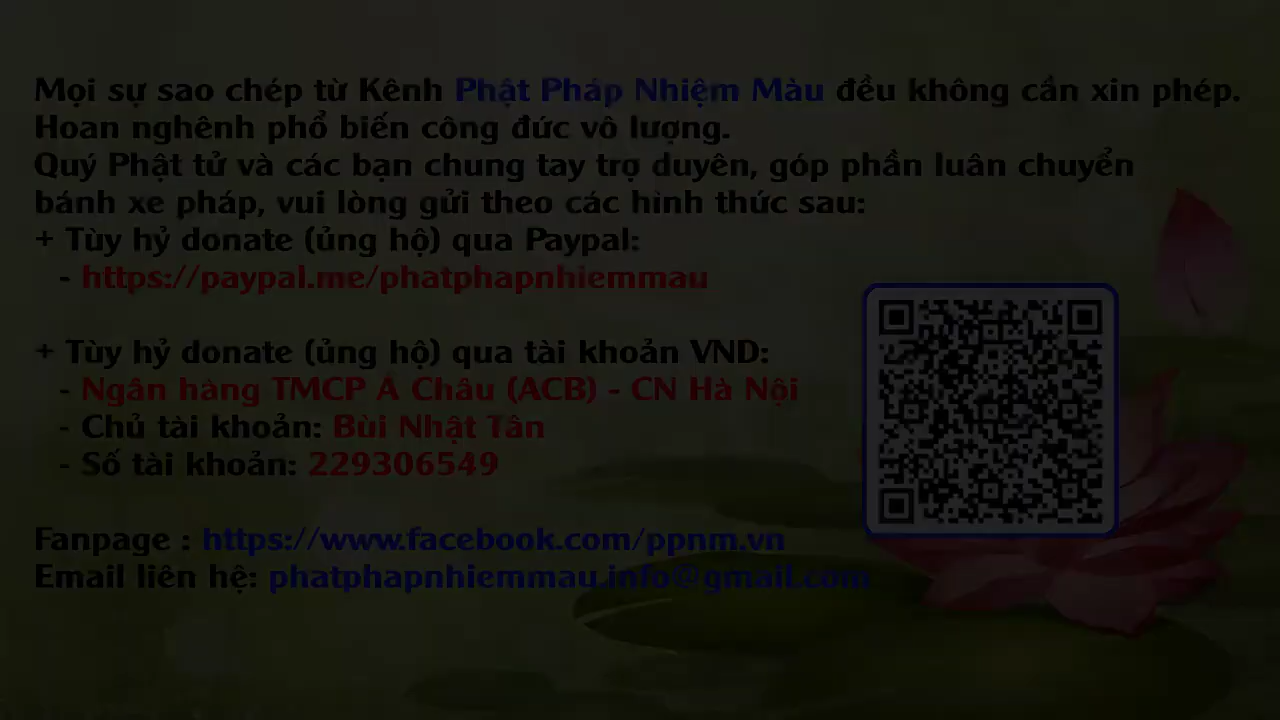 Mọi sự sao chép từ Kênh Phật Pháp Nhiệm Màu đều không cần xin phép.
Hoan nghênh phổ biến công đức vô lượng.
Quý Phật tử và các bạn chung tay trợ duyên, góp phần luân chuyển
bánh xe pháp, vui lòng gửi theo các hình thức sau:
+ Tùy hỷ donate (ủng hộ) qua Paypal:
- https://paypal.me/phatphapnhiemmau
+ Tùy hỷ donate (ủng hộ) qua tài khoản VND:
- Ngân hàng TMCP Á Châu (ACB) - CN Hà Nội
- Chủ tài khoản: Bùi Nhật Tân
- Số tài khoản: 229306549
Fanpage : https://www.facebook.com/ppnm.vn
Email liên hệ: phatphapnhiemmau.info@gmail.com